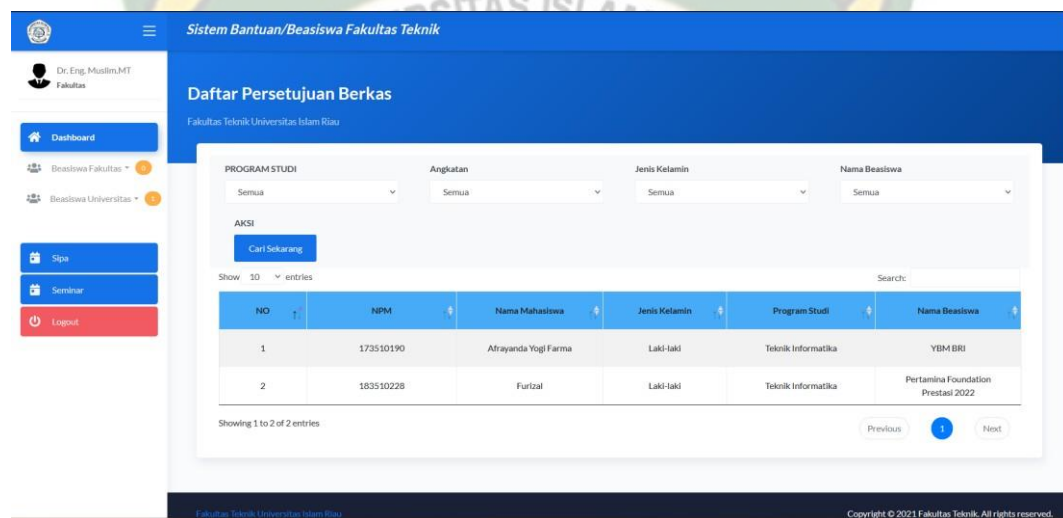 Sistem Bantuan/Beasiswa Fakultas Teknik
Dr. Eng. Muslim.MT
Fakultas
Dashboard
Beasiswa Fakultas 0
Beasiswa Universitas 1
Sipa
Seminar
Logout
Daftar Persetujuan Berkas
Fakultas Teknik Universitas Islam Riau
PROGRAM STUDI Angkatan Jenis Kelamin Nama Beasiswa
Semua Semua Semua Semua
AKSI
Cari Sekarang
Show 10 entries Search:
NO NPM Nama Mahasiswa Jenis Kelamin Program Studi Nama Beasiswa
1 173510190 Afrayanda Yogi Farma Laki-laki Teknik Informatika YBM BRI
2 183510228 Furizal Laki-laki Teknik Informatika Pertamina Foundation
Prestasi 2022
Showing 1 to 2 of 2 entries Previous 1 Next
Fakultas Teknik Universitas Islam Riau Copyright © 2021 Fakultas Teknik. All rights reserved.